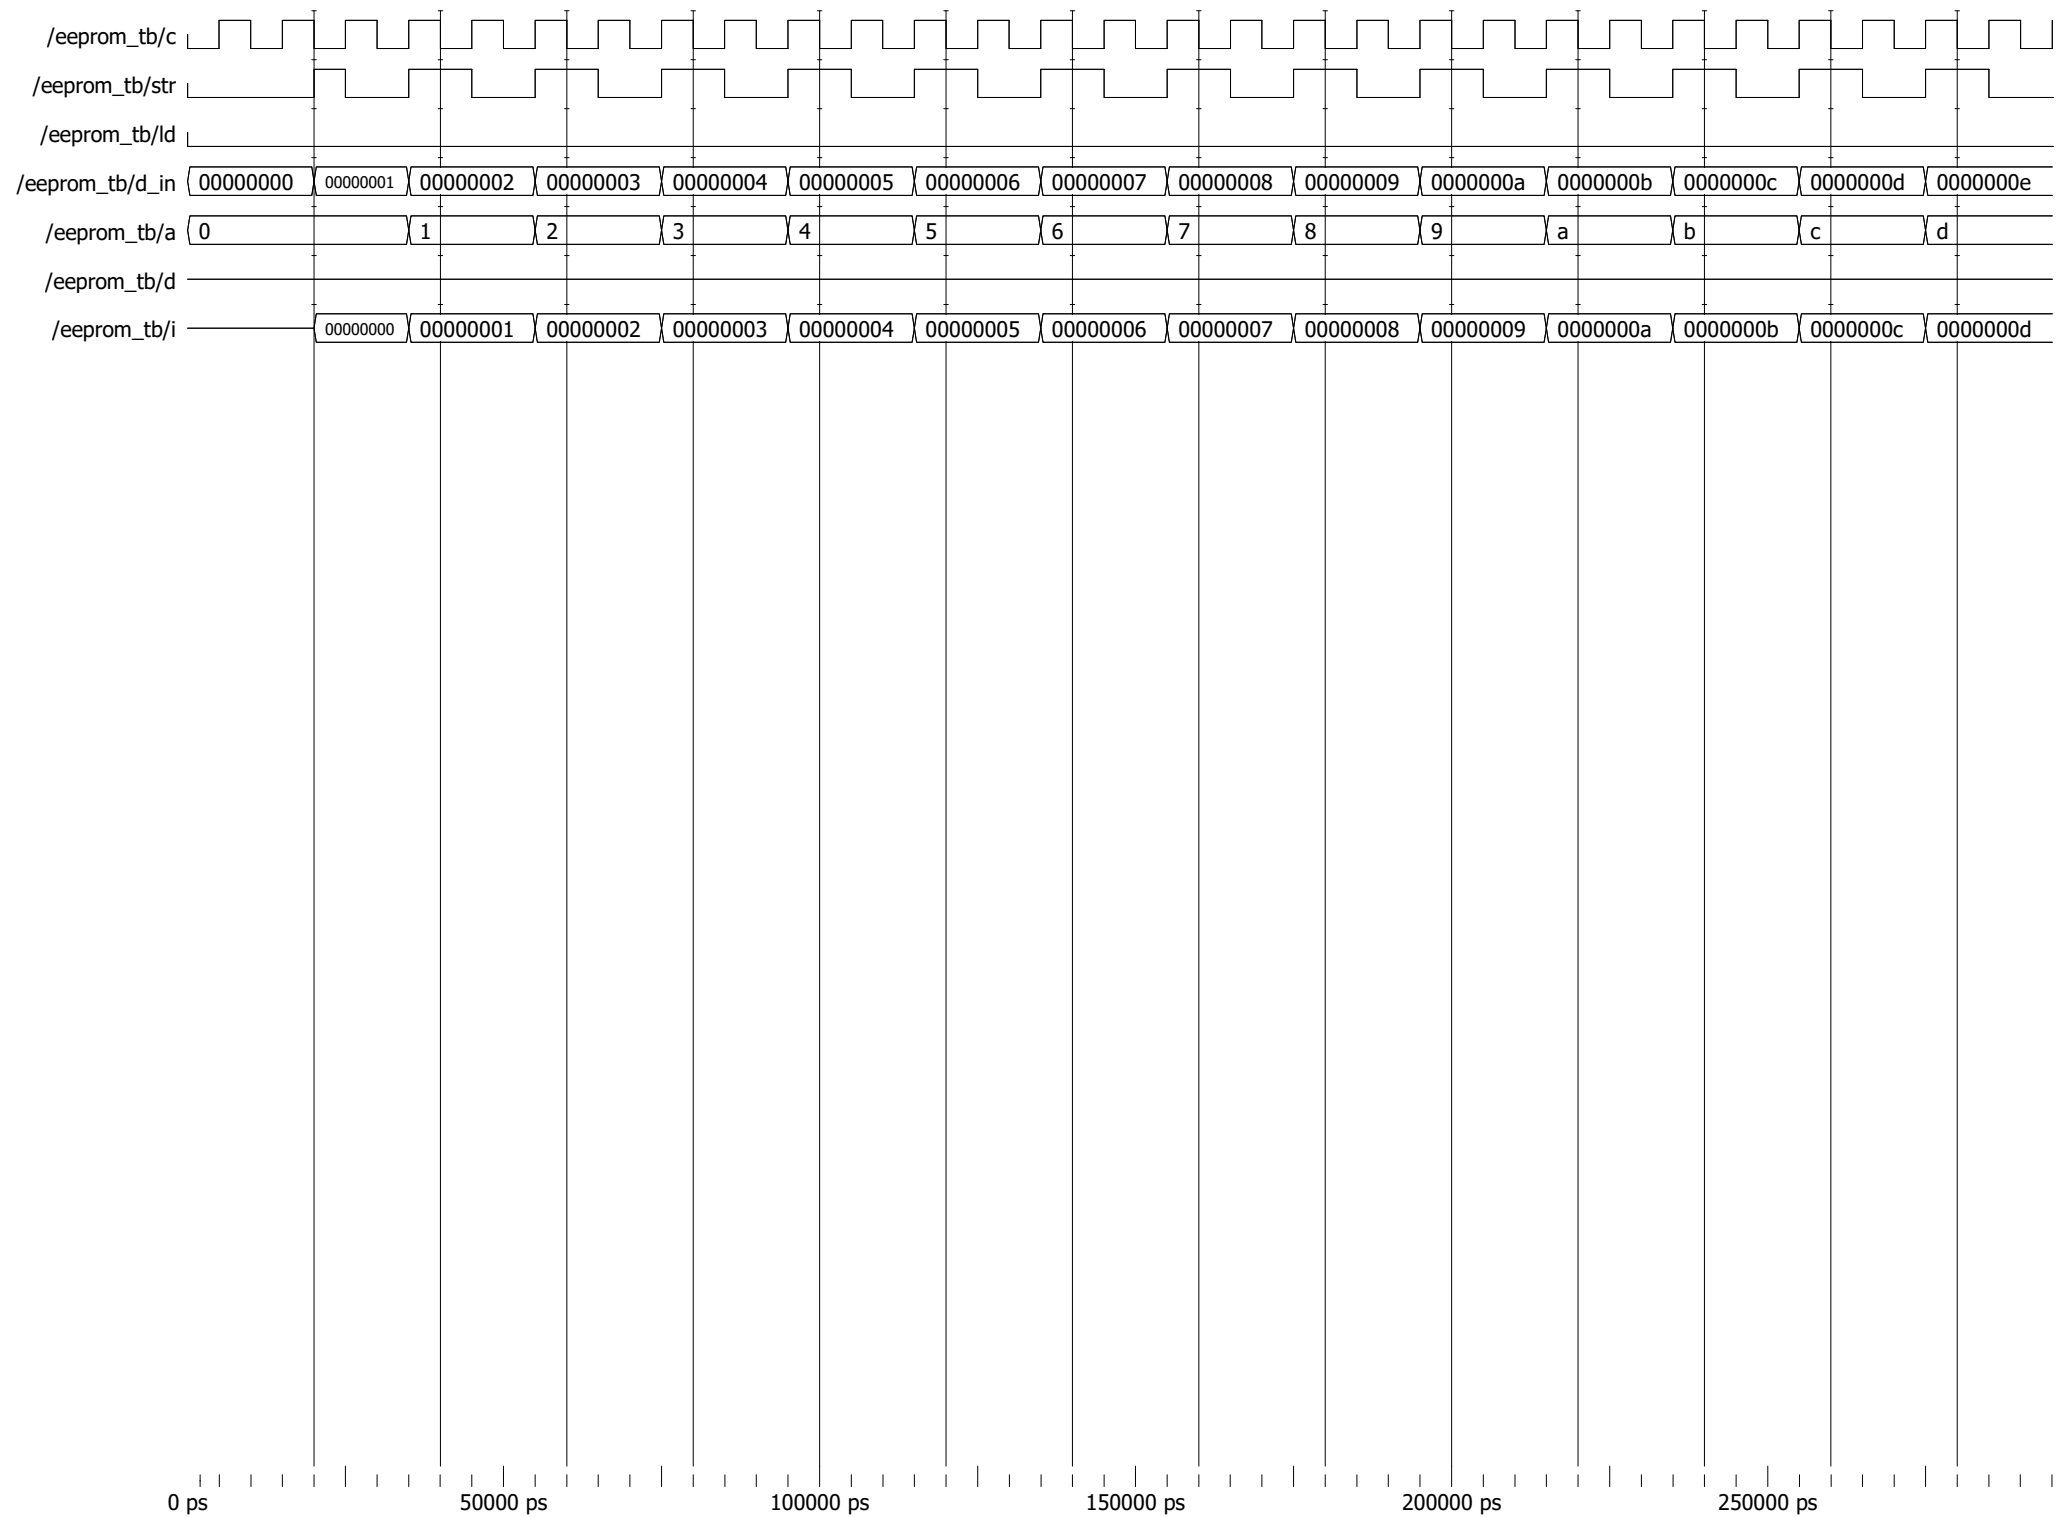 /eeprom_tb/c
/eeprom_tb/str
/eeprom_tb/ld
/eeprom_tb/d_in 00000000 00000001 00000002 00000003 00000004 00000005 00000006 00000007 00000008 00000009 0000000a 0000000b 0000000c 0000000d 0000000e
/eeprom_tb/a 0 1 2 3 4 5 6 7 8 9 a b c d
/eeprom_tb/d
/eeprom_tb/i 00000000 00000001 00000002 00000003 00000004 00000005 00000006 00000007 00000008 00000009 0000000a 0000000b 0000000c 0000000d
0 ps 50000 ps 100000 ps 150000 ps 200000 ps 250000 ps